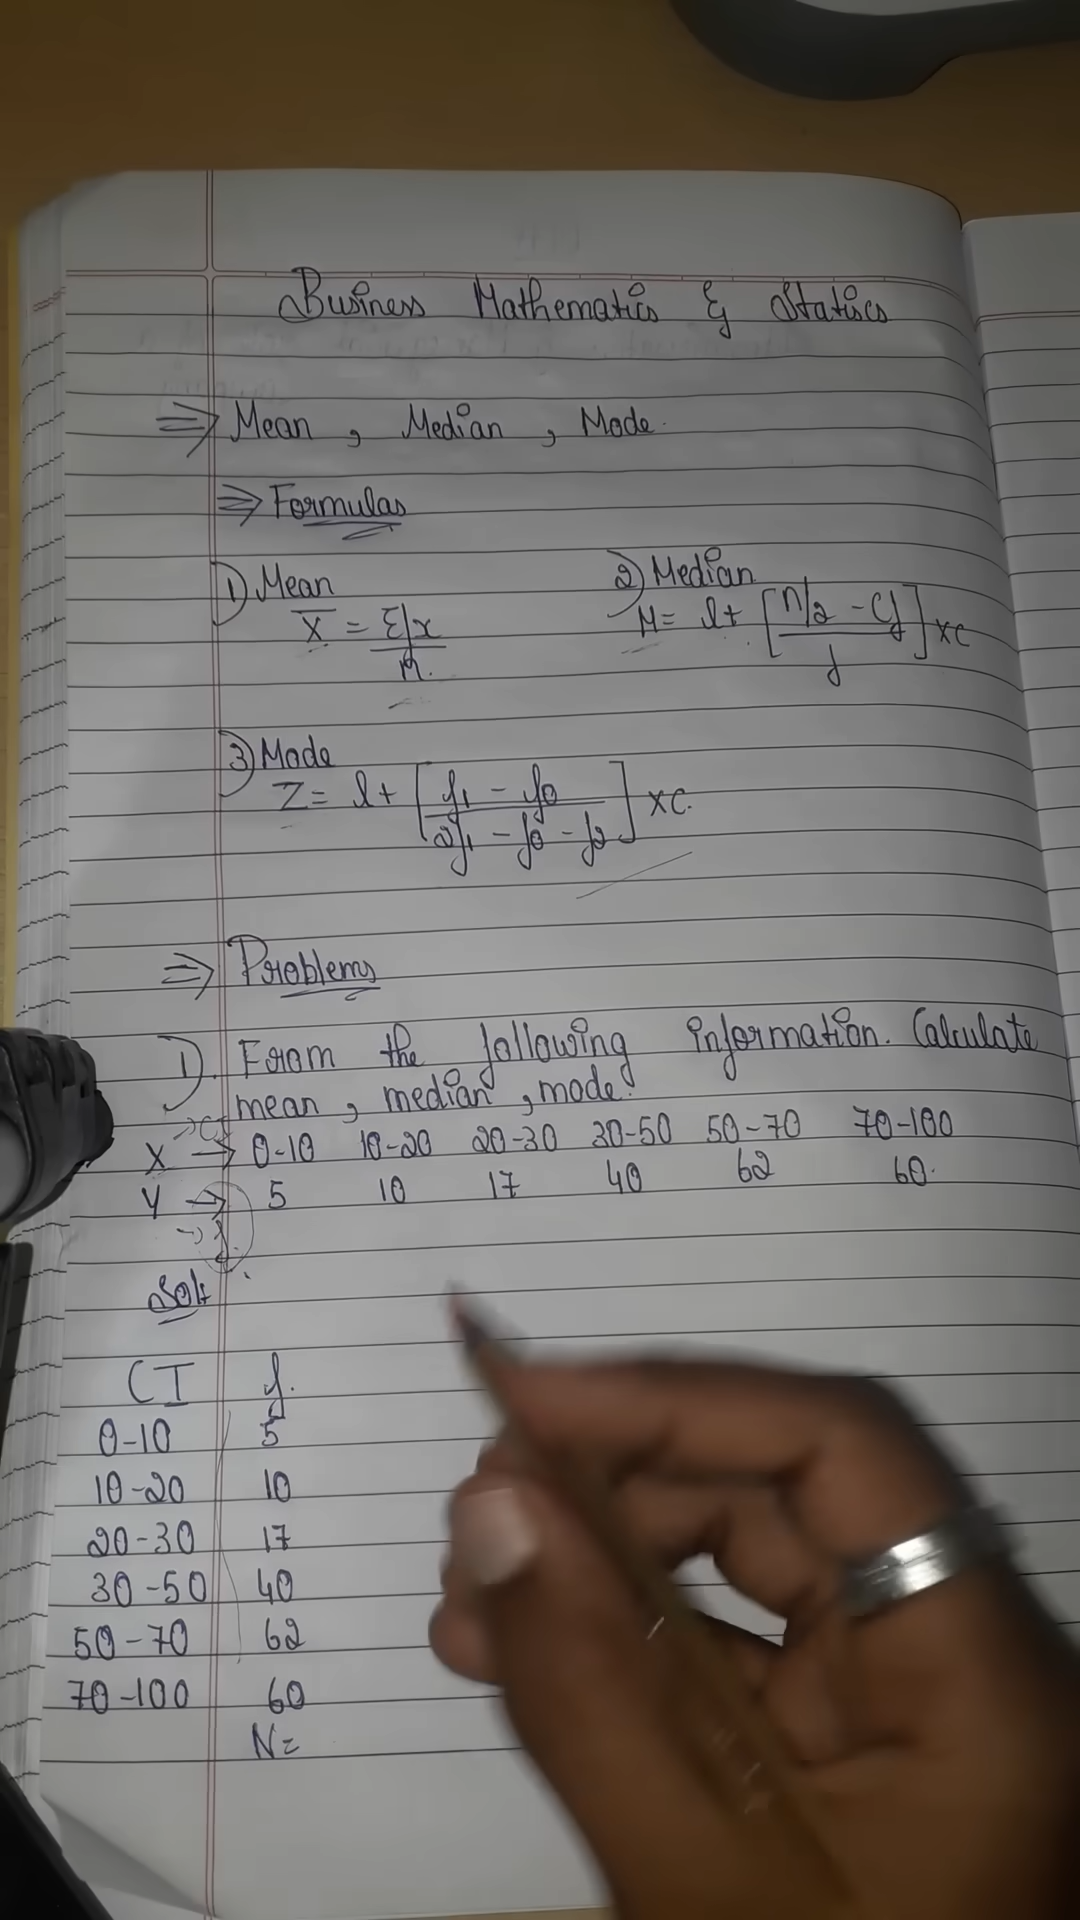 Business Mathematics & Statiscs
⇒ Mean, Median, Mode.
⇒ Formulas
1) Mean
X̅ = Σfx / n.
2) Median
M = l + [n/2 - Cf / f] × C
3) Mode
Z = l + [f1 - f0 / 2f1 - f0 - f2] × C.
⇒ Problems
1). From the following information. Calculate
mean, median, mode.
→ CI
X → 0-10 10-20 20-30 30-50 50-70 70-100
Y → 5 10 17 40 62 60.
→ f.
Sol:
CI f.
0-10 5
10-20 10
20-30 17
30-50 40
50-70 62
70-100 60
N=